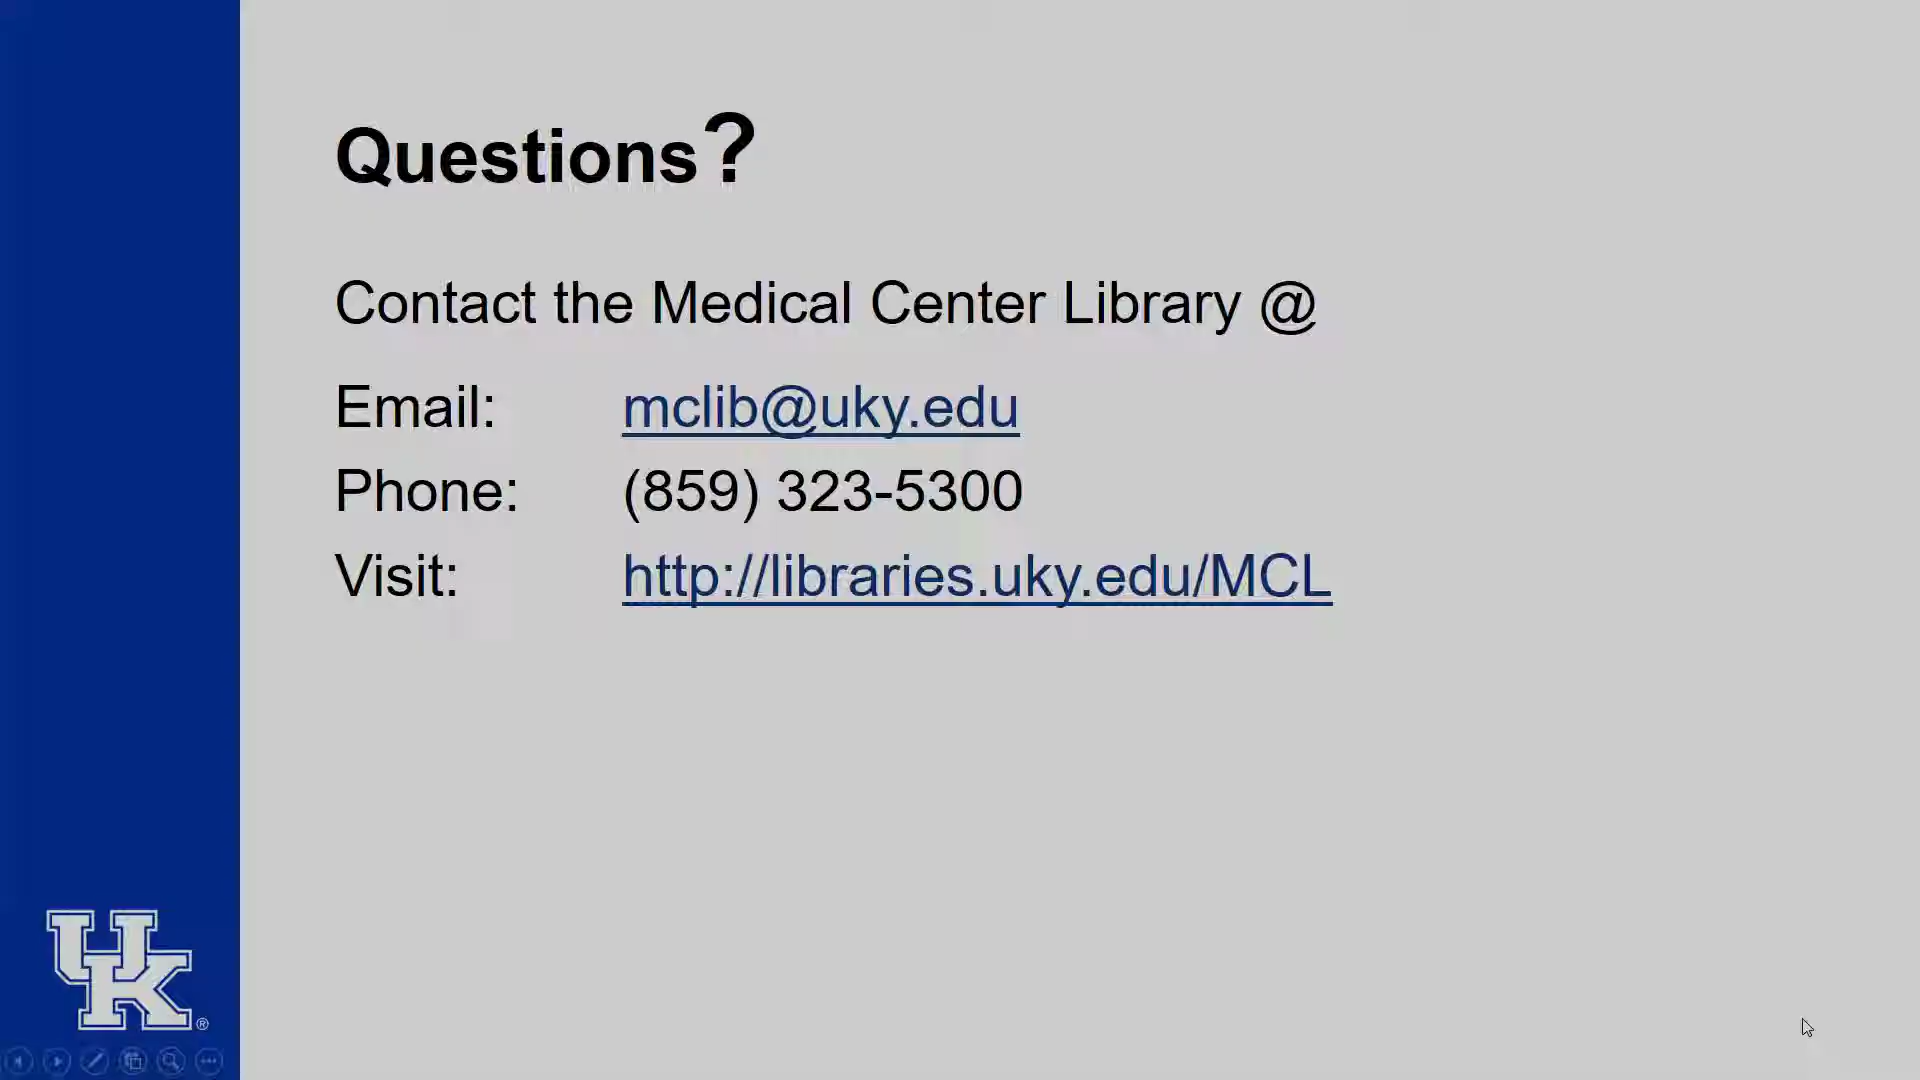 Questions?
Contact the Medical Center Library @
Email: mclib@uky.edu
Phone: (859) 323-5300
Visit: http://libraries.uky.edu/MCL
UK®